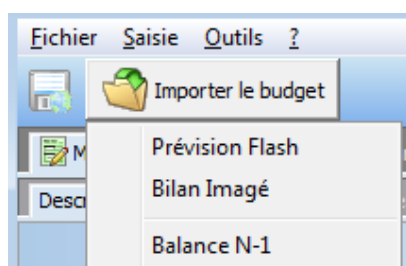 Fichier Saisie Outils ?
Importer le budget
Prévision Flash
Bilan Imagé
Balance N-1